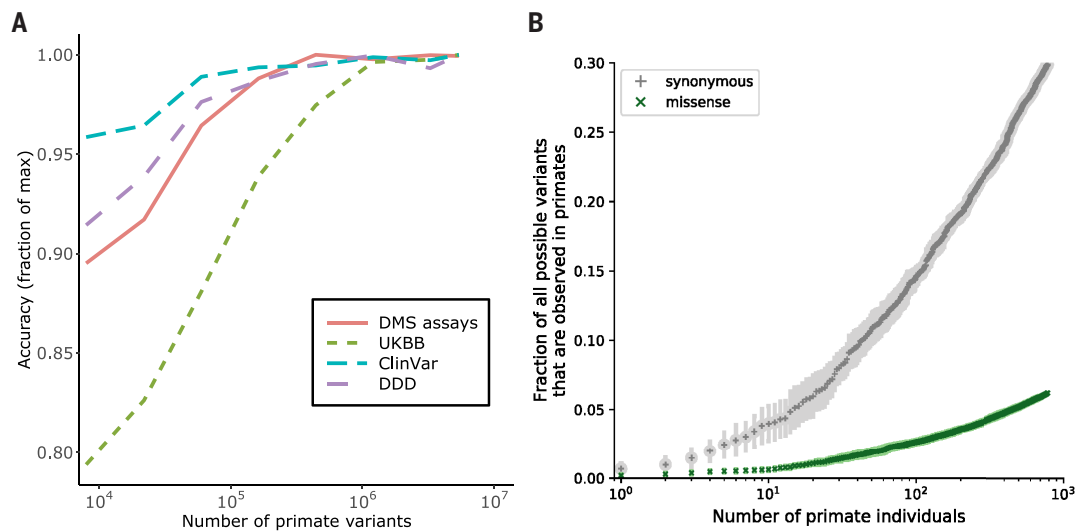 A
Accuracy (fraction of max)
1.00
0.95
0.90
0.85
0.80
DMS assays
UKBB
ClinVar
DDD
10^4
10^5
10^6
10^7
Number of primate variants
B
Fraction of all possible variants
that are observed in primates
0.30
0.25
0.20
0.15
0.10
0.05
0.00
synonymous
missense
10^0
10^1
10^2
10^3
Number of primate individuals